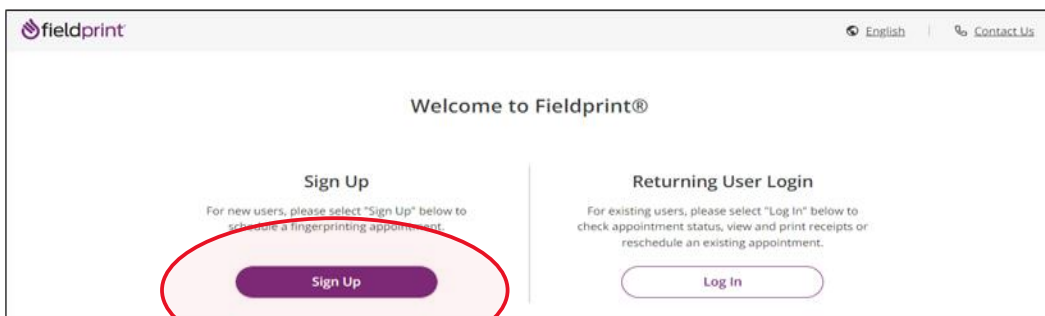 fieldprint
English
Contact Us
Welcome to Fieldprint®
Sign Up
For new users, please select "Sign Up" below to
schedule a fingerprinting appointment.
Sign Up
Returning User Login
For existing users, please select "Log In" below to
check appointment status, view and print receipts or
reschedule an existing appointment.
Log In